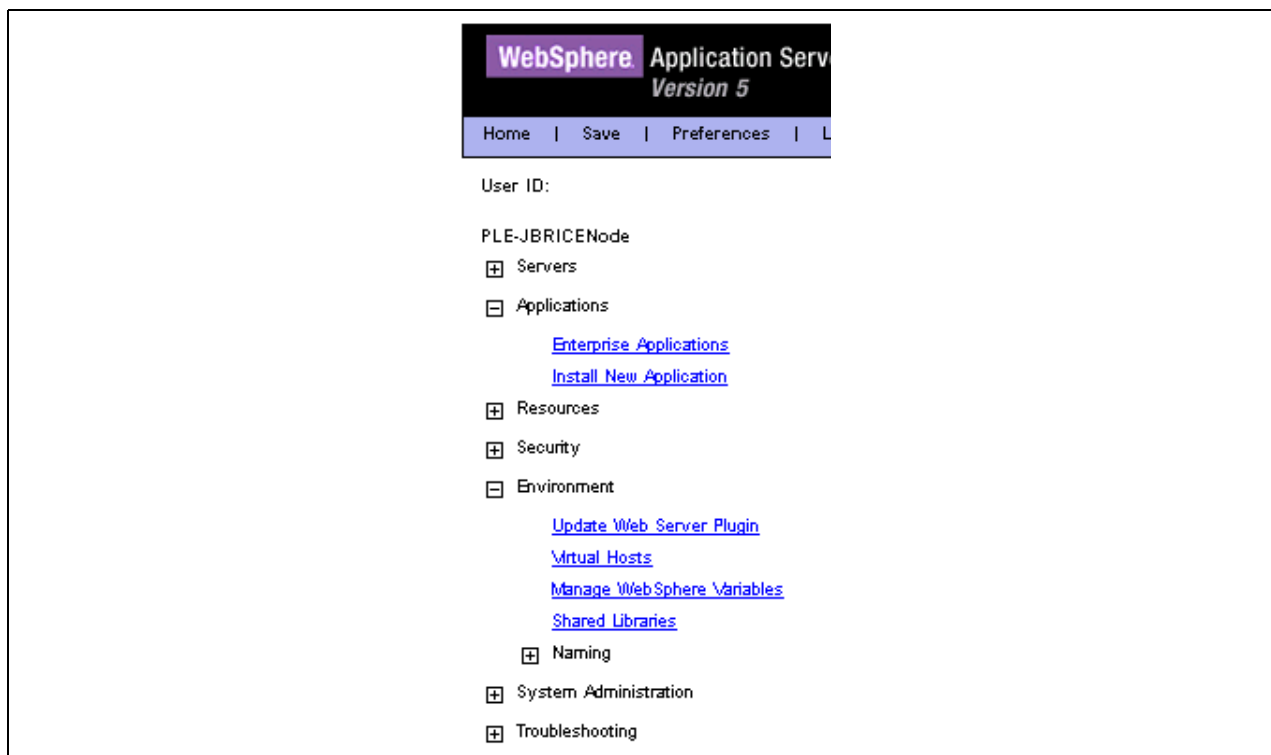 WebSphere. Application Serv
Version 5
Home | Save | Preferences | L
User ID:
PLE-JBRICENode
Servers
Applications
Enterprise Applications
Install New Application
Resources
Security
Environment
Update Web Server Plugin
Virtual Hosts
Manage WebSphere Variables
Shared Libraries
Naming
System Administration
Troubleshooting